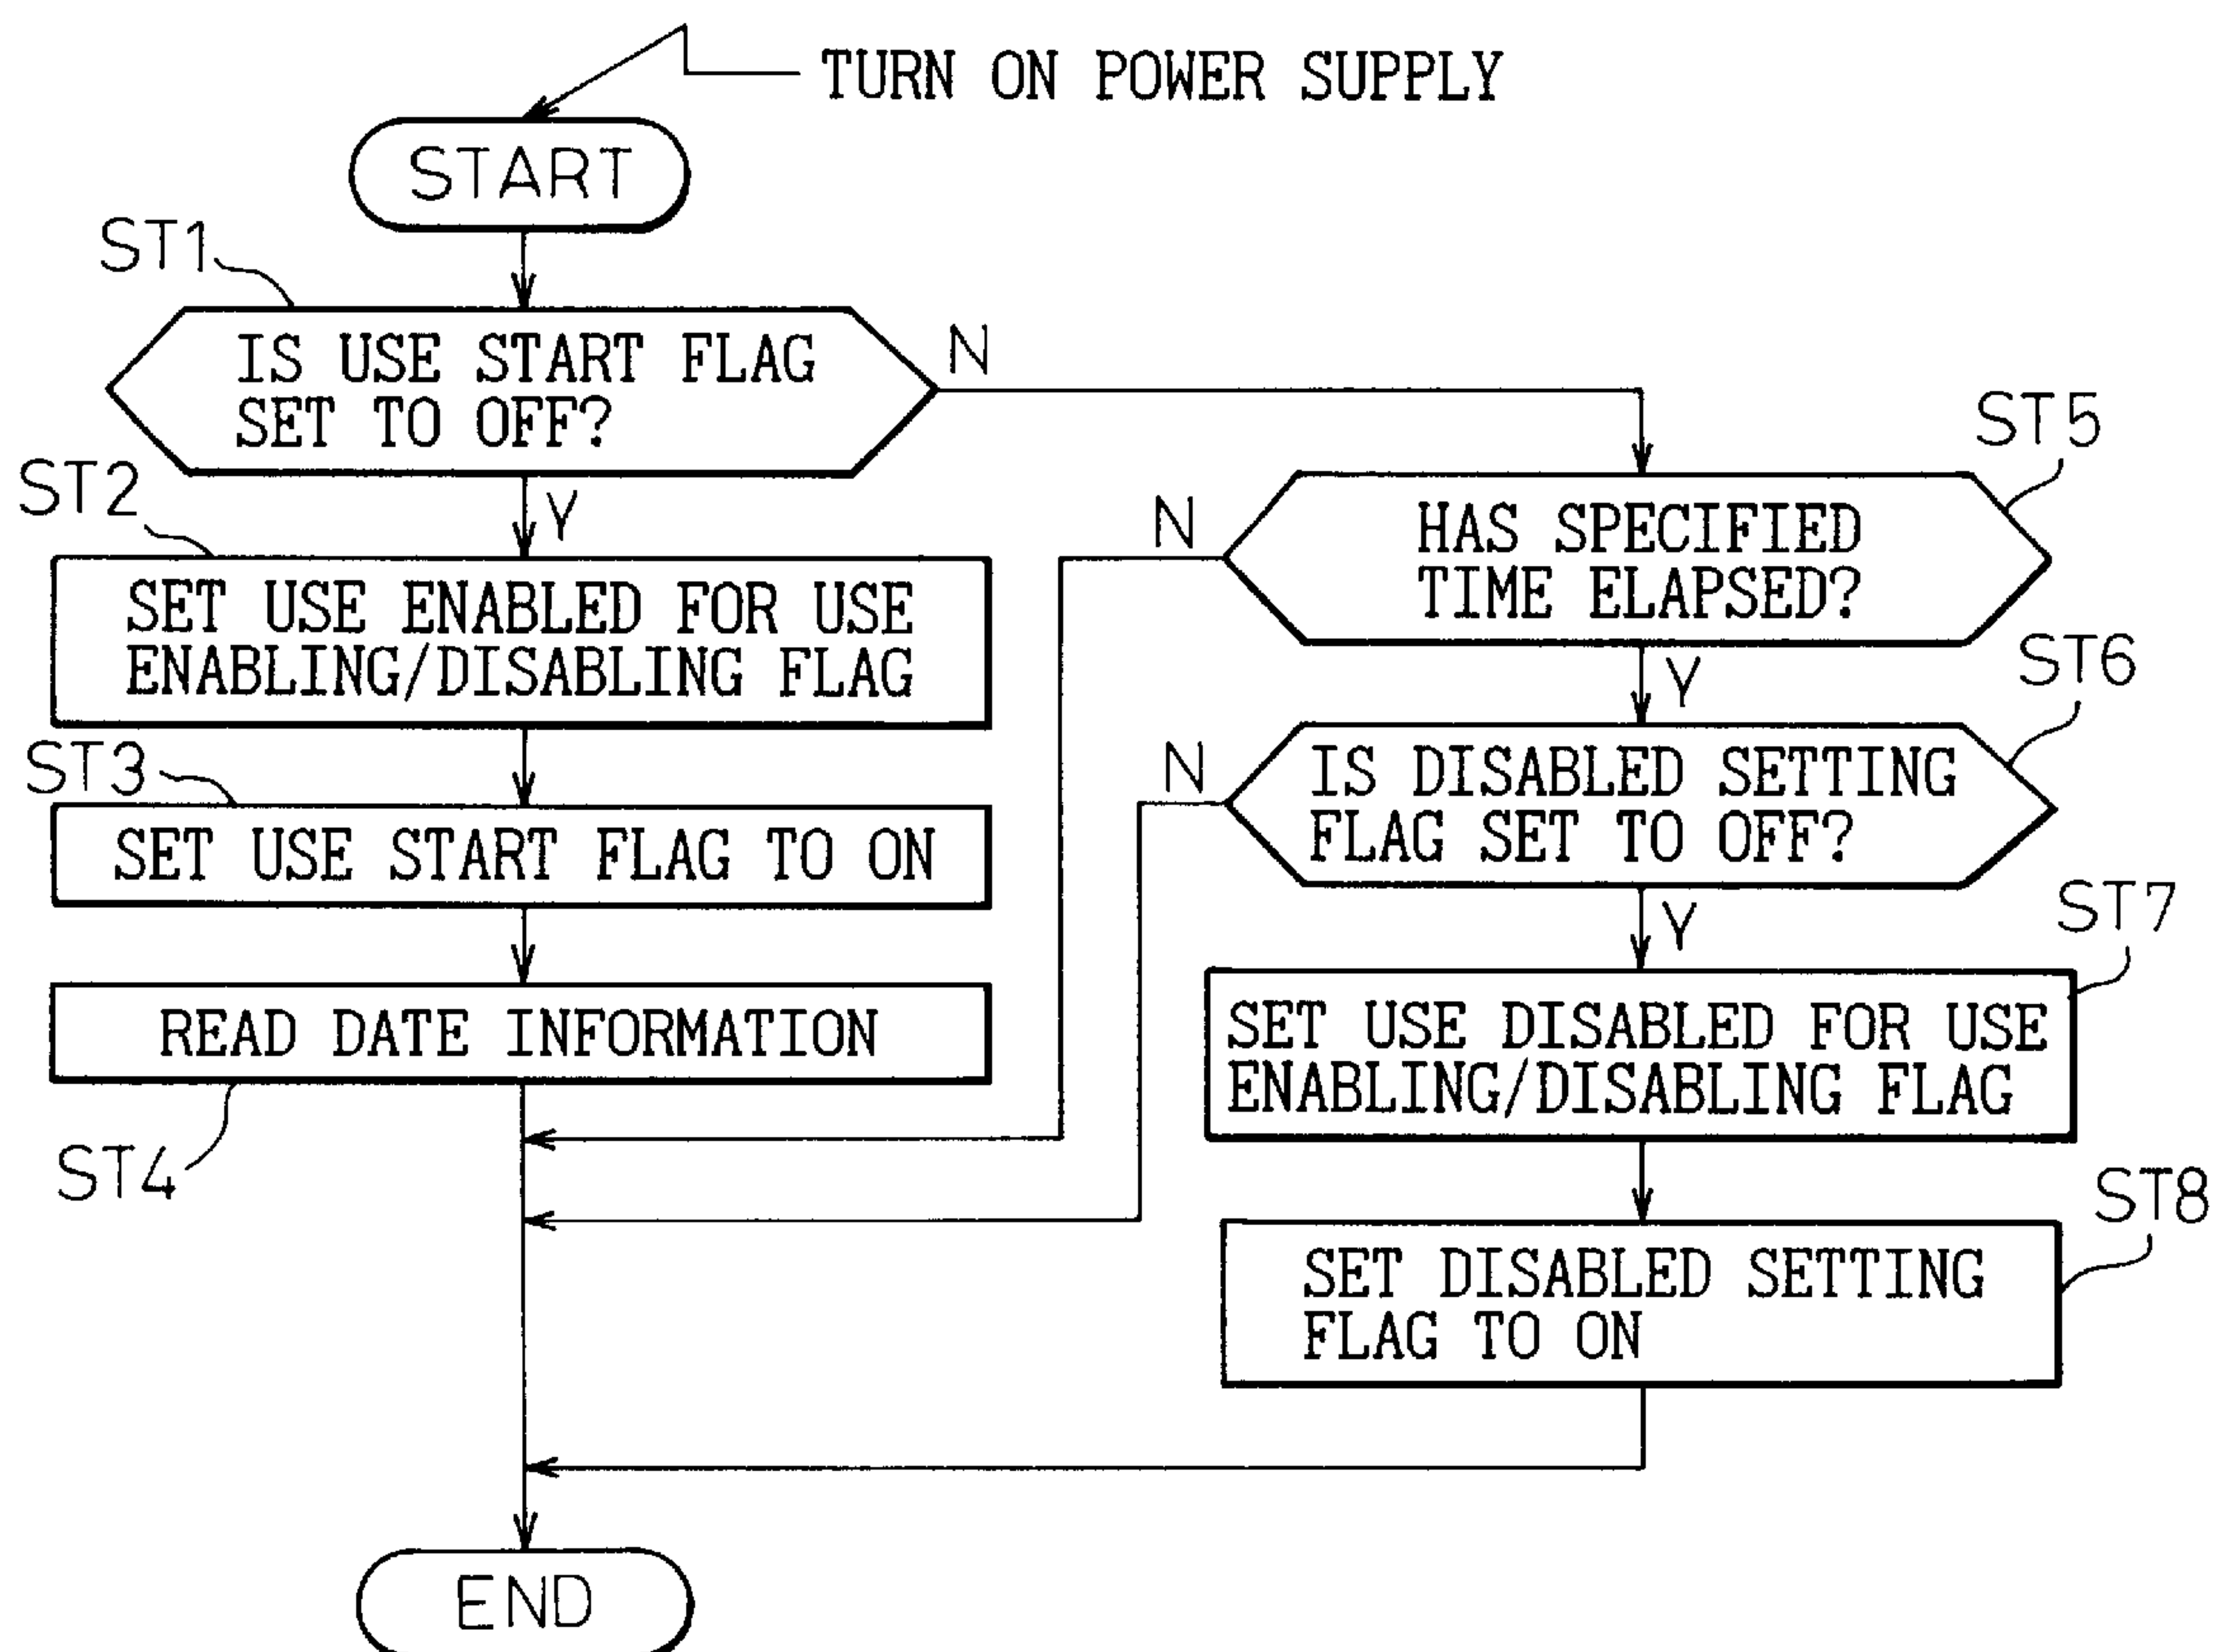 TURN ON POWER SUPPLY
START
ST1
IS USE START FLAG
SET TO OFF?
N
Y
ST2
SET USE ENABLED FOR USE
ENABLING/DISABLING FLAG
ST3
SET USE START FLAG TO ON
READ DATE INFORMATION
ST4
ST5
HAS SPECIFIED
TIME ELAPSED?
N
Y
ST6
IS DISABLED SETTING
FLAG SET TO OFF?
N
Y
ST7
SET USE DISABLED FOR USE
ENABLING/DISABLING FLAG
ST8
SET DISABLED SETTING
FLAG TO ON
END